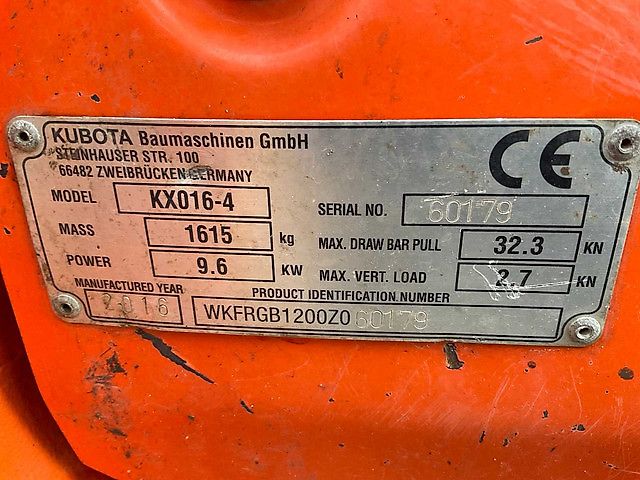 KUBOTA Baumaschinen GmbH
STEINHAUSER STR. 100
66482 ZWEIBRÜCKEN GERMANY
CE
MODEL KX016-4
SERIAL NO. 60179
MASS 1615 kg
MAX. DRAW BAR PULL 32.3 KN
POWER 9.6 KW
MAX. VERT. LOAD 2.7 KN
MANUFACTURED YEAR 2016
PRODUCT IDENTIFICATION NUMBER
WKFRGB1200Z060179